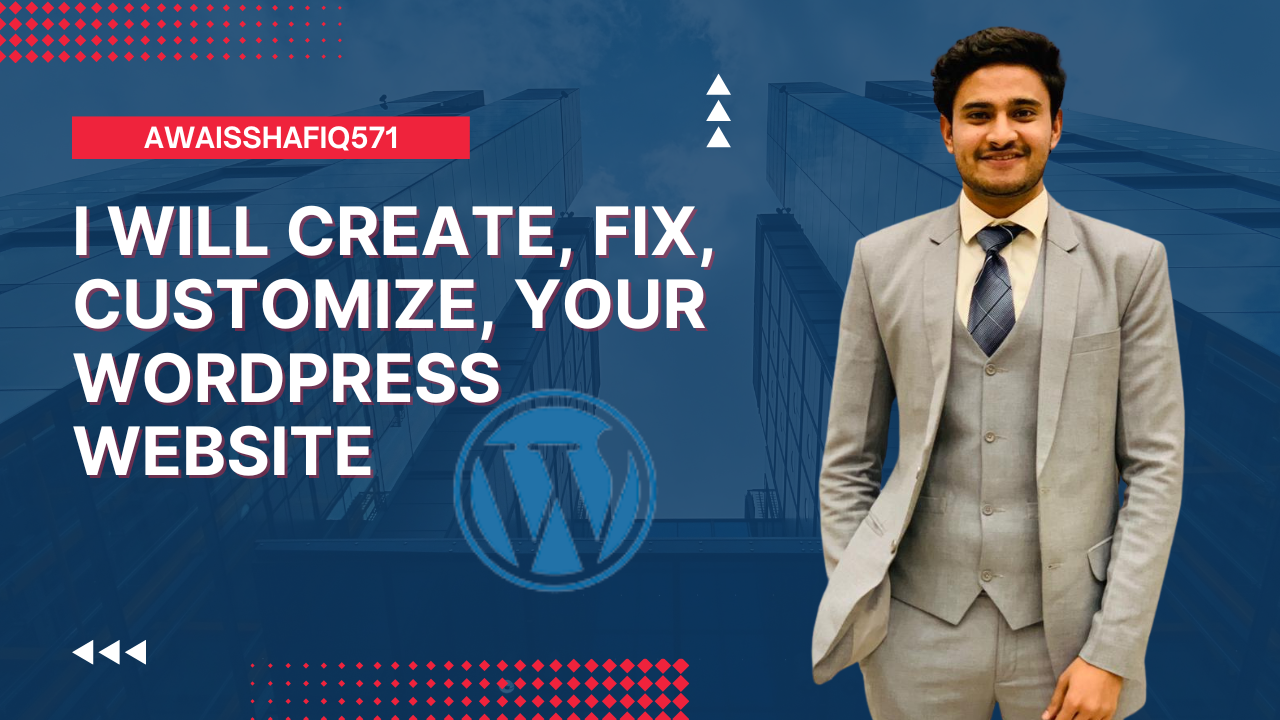 AWAISSHAFIQ571
I WILL CREATE, FIX,
CUSTOMIZE, YOUR
WORDPRESS
WEBSITE